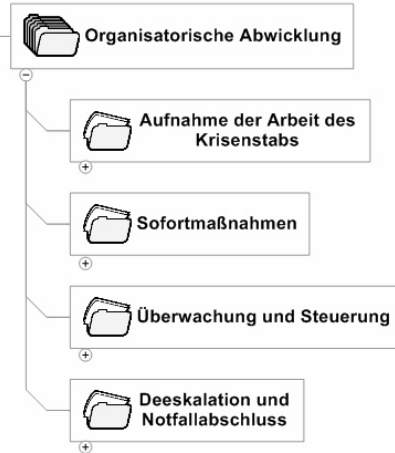 Organisatorische Abwicklung
Aufnahme der Arbeit des
Krisenstabs
Sofortmaßnahmen
Überwachung und Steuerung
Deeskalation und
Notfallabschluss